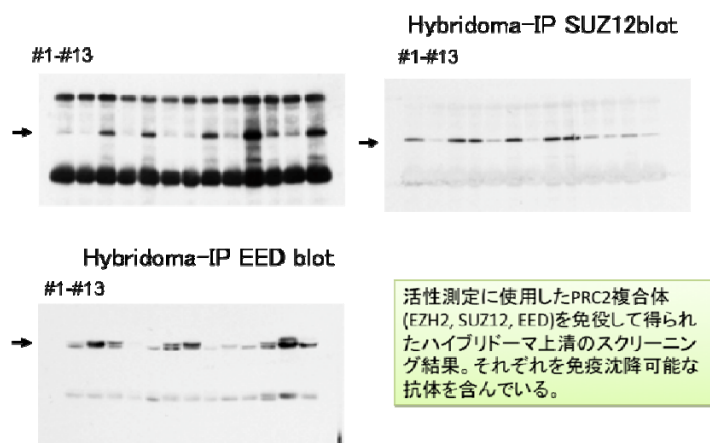 Hybridoma-IP SUZ12blot
#1-#13
#1-#13
Hybridoma-IP EED blot
#1-#13
活性測定に使用したPRC2複合体
(EZH2, SUZ12, EED)を免役して得られ
たハイブリドーマ上清のスクリーニン
グ結果。それぞれを免疫沈降可能な
抗体を含んでいる。